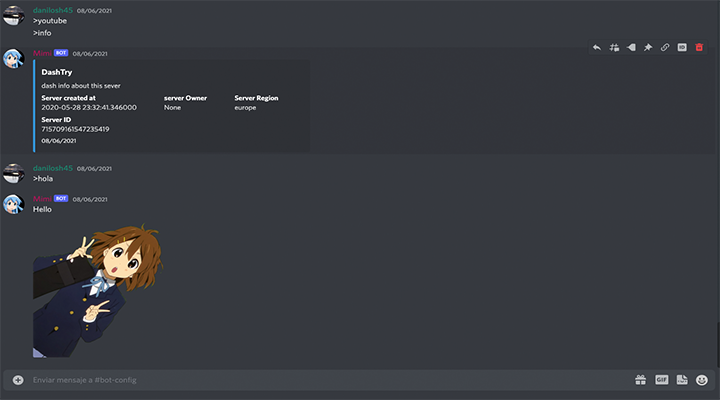 danilosh45 08/06/2021
>youtube
>info
Mimi BOT 08/06/2021
DashTry
dash info about this sever
Server created at server Owner Server Region
2020-05-28 23:32:41.346000 None europe
Server ID
715709161547235419
08/06/2021
danilosh45 08/06/2021
>hola
Mimi BOT 08/06/2021
Hello
Enviar mensaje a #bot-config
GIF